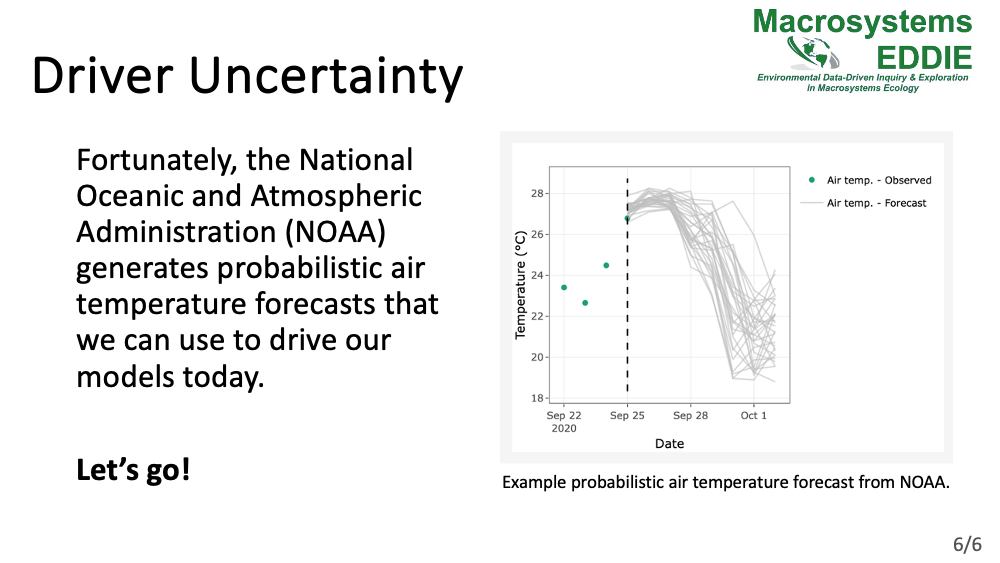 Macrosystems
EDDIE
Environmental Data-Driven Inquiry & Exploration
in Macrosystems Ecology
Driver Uncertainty
Fortunately, the National
Oceanic and Atmospheric
Administration (NOAA)
generates probabilistic air
temperature forecasts that
we can use to drive our
models today.
Let’s go!
Temperature (°C)
28
26
24
22
20
18
Sep 22
2020
Sep 25
Sep 28
Oct 1
Date
Air temp. - Observed
Air temp. - Forecast
Example probabilistic air temperature forecast from NOAA.
6/6